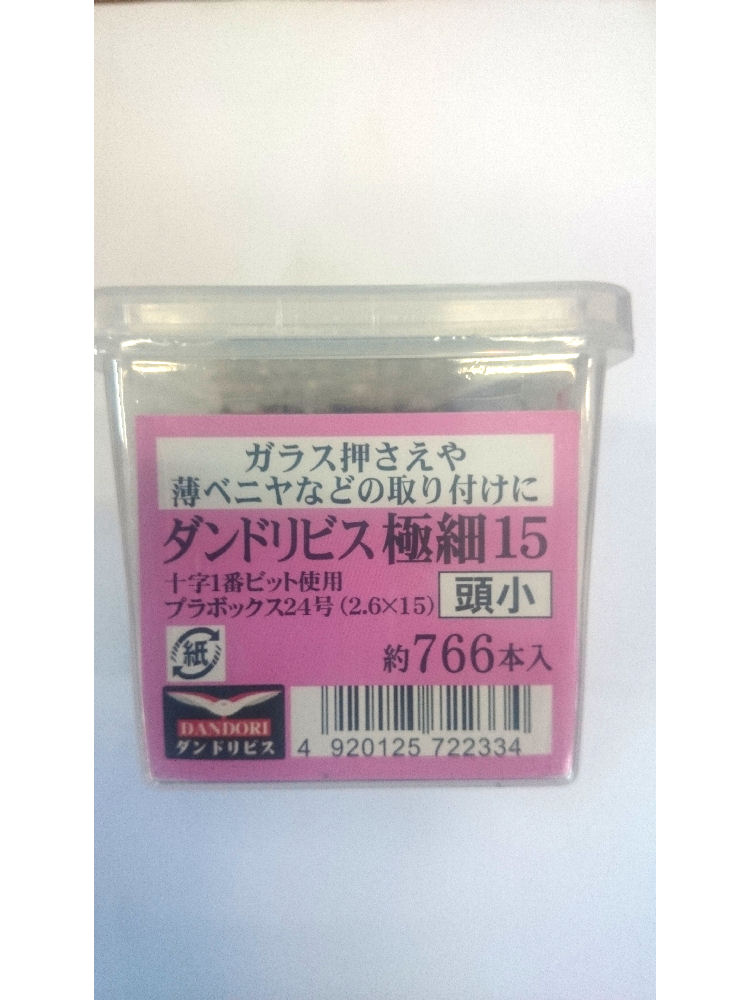 ガラス押さえや
薄ベニヤなどの取り付けに
ダンドリビス極細15
十字1番ビット使用
プラボックス24号(2.6×15)
頭小
紙
約766本入
DANDORI
ダンドリビス
4 920125 722334